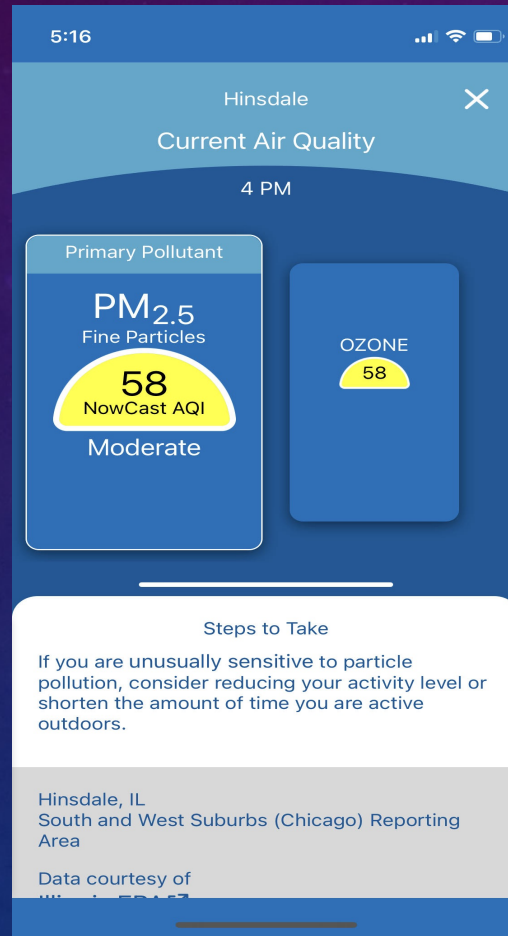 5:16
Hinsdale
Current Air Quality
4 PM
Primary Pollutant
PM2.5
Fine Particles
58
NowCast AQI
Moderate
OZONE
58
Steps to Take
If you are unusually sensitive to particle
pollution, consider reducing your activity level or
shorten the amount of time you are active
outdoors.
Hinsdale, IL
South and West Suburbs (Chicago) Reporting
Area
Data courtesy of